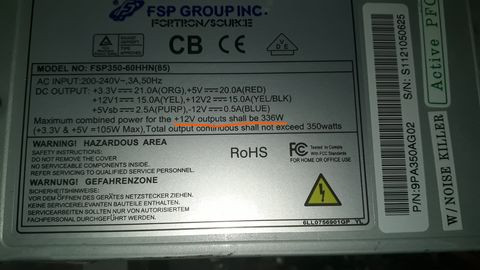 FSP GROUP INC.
FORTRON/SOURCE
CB CE
MODEL NO: FSP350-60HHN(85)
AC INPUT:200-240V~,3A,50Hz
DC OUTPUT: +3.3V ⎓ 21.0A(ORG),+5V ⎓ 20.0A(RED)
+12V1 ⎓ 15.0A(YEL),+12V2 ⎓ 15.0A(YEL/BLK)
+5Vsb ⎓ 2.5A(PURP),-12V ⎓ 0.5A(BLUE)
Maximum combined power for the +12V outputs shall be 336W
(+3.3V & +5V =105W Max),Total output continuous shall not exceed 350watts
WARNING! HAZARDOUS AREA
SAFETY INSTRUCTIONS:
DO NOT REMOVE THE COVER
NO SERVICEABLE COMPONENTS INSIDE.
REFER SERVICING TO QUALIFIED SERVICE PERSONNEL.
WARNUNG! GEFAHRENZONE
SICHERHEITSHINWEIS:
VOR DEM ÖFFNEN DES GERÄTES NETZSTECKER ZIEHEN
KEINE SERVICERELEVANTEN BAUTEILE ENTHALTEN.
SERVICEARBEITEN SOLLEN NUR VON AUTORISIERTEM
FACHPERSONAL DURCHGEFÜHRT WERDEN.
RoHS
FC Tested To Comply
With FCC Standards
FOR HOME OR OFFICE USE
P/N:9PA350AG02
S/N: S1121050625
W/NOISE KILLER
Active PFC